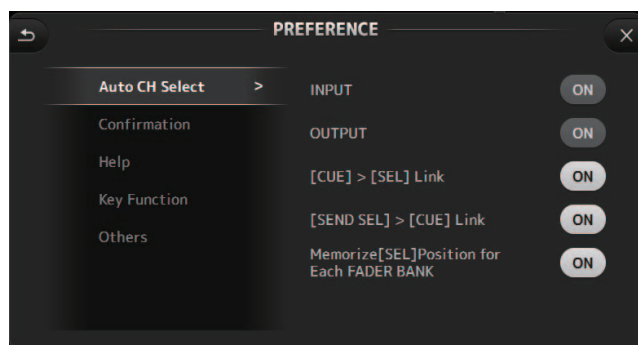 PREFERENCE
Auto CH Select >
Confirmation
Help
Key Function
Others
INPUT ON
OUTPUT ON
[CUE] > [SEL] Link ON
[SEND SEL] > [CUE] Link ON
Memorize[SEL]Position for
Each FADER BANK ON